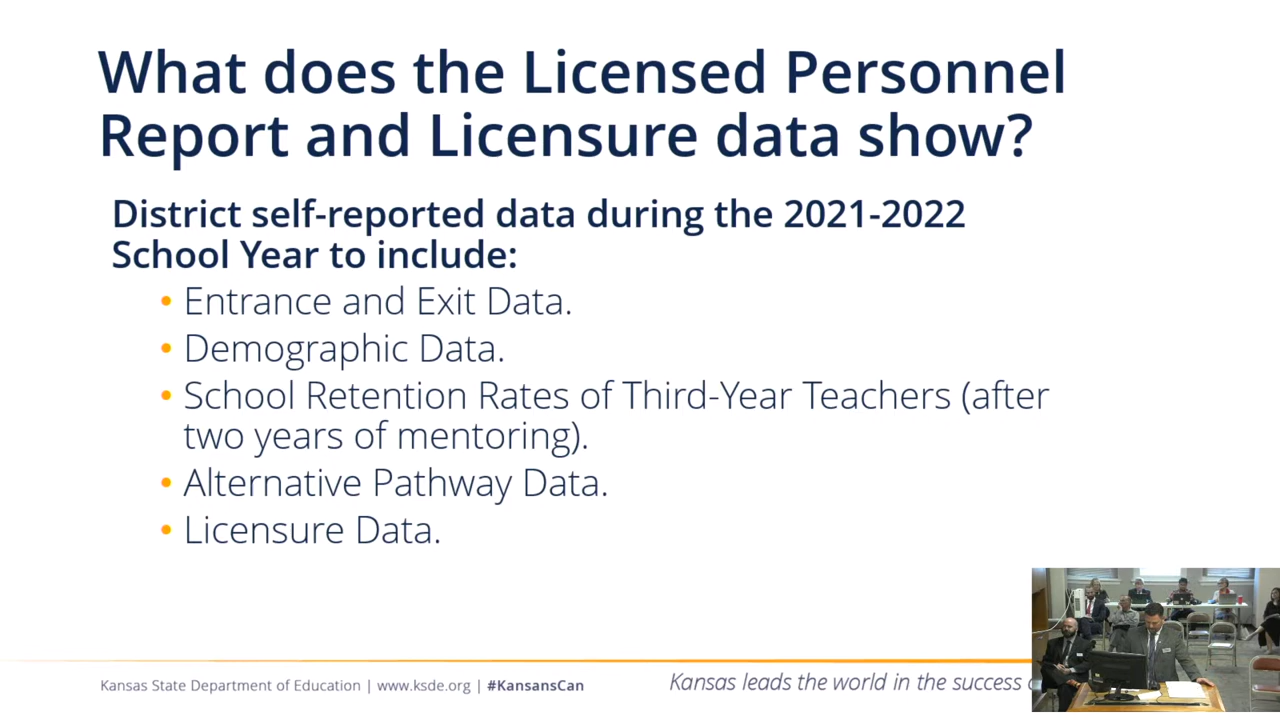 What does the Licensed Personnel
Report and Licensure data show?
District self-reported data during the 2021-2022
School Year to include:
• Entrance and Exit Data.
• Demographic Data.
• School Retention Rates of Third-Year Teachers (after
two years of mentoring).
• Alternative Pathway Data.
• Licensure Data.
Kansas State Department of Education | www.ksde.org | #KansansCan
Kansas leads the world in the success